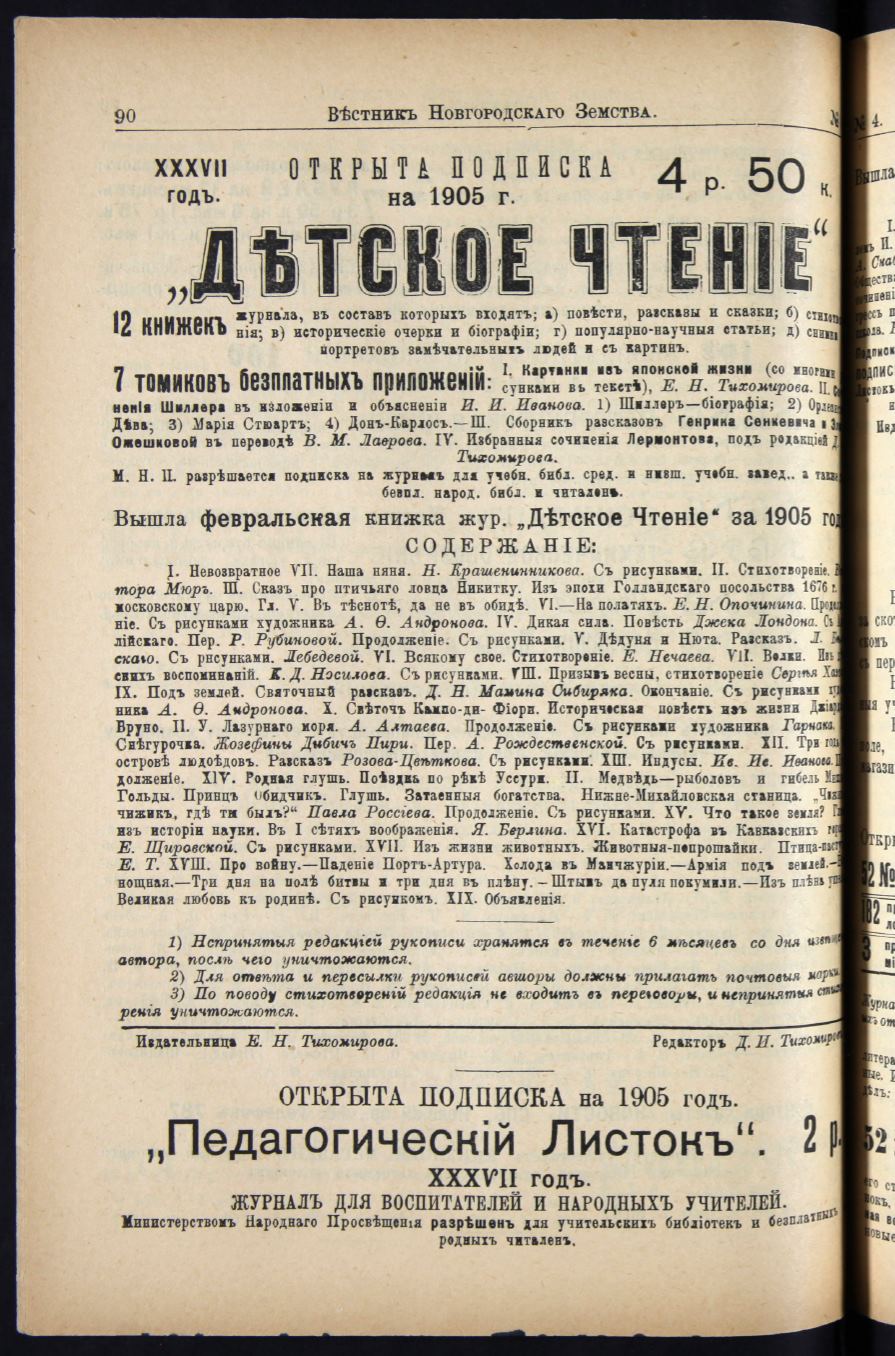 90
Вѣстникъ Новгородскаго Земства.
№
XXXVII
годъ.
ОТКРЫТА ПОДПИСКА
на 1905 г.
4 р. 50 к.
„ДѢТСКОЕ ЧТЕНІЕ“
12 книжекъ журнала, въ составъ которыхъ входятъ; а) повѣсти, разсказы и сказки; б)
нія; в) историческіе очерки и біографіи; г) популярно-научныя статьи; д) снимки
портретовъ замѣчательныхъ людей и съ картинъ.
7 томиковъ безплатныхъ приложеній: I. Картинки изъ японской жизни (со многими
сунками въ текстѣ), Е. Н. Тихомирова. II.
ненія Шиллера въ изложеніи и объясненіи И. И. Иванова. 1) Шиллеръ—біографія; 2)
Дѣва; 3) Марія Стюартъ; 4) Донъ-Карлосъ.—III. Сборникъ разсказовъ Генрика Сенкевича и
Ожешковой въ переводѣ В. М. Лаврова. IV. Избранныя сочиненія Лермонтова, подъ редакціей Д.
Тихомирова.
М. Н. П. разрѣшается подписка на журналъ для учебн. библ. сред. и низш. учебн. завед.. а также
безпл. народ. библ. и читаленъ.
Вышла февральская книжка жур. „Дѣтское Чтеніе“ за 1905
СОДЕРЖАНІЕ:
I. Невозвратное VII. Наша няня. Н. Крашенинникова. Съ рисунками. II. Стихотвореніе.
тора Мюръ. III. Сказъ про птичьяго ловца Никитку. Изъ эпохи Голландскаго посольства 1676 г.
московскому царю. Гл. V. Въ тѣснотѣ, да не въ обидѣ. VI.—На полатяхъ. Е. Н. Опочинина.
ніе. Съ рисунками художника А. Ѳ. Андронова. IV. Дикая сила. Повѣсть Джека Лондона. Съ
лійскаго. Пер. Р. Рубиновой. Продолженіе. Съ рисунками. V. Дѣдуня и Нюта. Разсказъ. Л.
скаго. Съ рисунками. Лебедевой. VI. Всякому свое. Стихотвореніе. Е. Нечаева. VII. Волки. Изъ
скихъ воспоминаній. К. Д. Носилова. Съ рисунками. VIII. Призывъ весны, стихотвореніе Сергѣя
IX. Подъ землей. Святочный разсказъ. Д. Н. Мамина Сибиряка. Окончаніе. Съ рисунками
ника А. Ѳ. Андронова. X. Свѣточъ Кампо-ди- Фіори. Историческая повѣсть изъ жизни
Бруно. II. У. Лазурнаго моря. А. Алтаева. Продолженіе. Съ рисунками художника Гарнака.
Снѣгурочка. Жозефины Дибичъ Пири. Пер. А. Рождественской. Съ рисунками. XII. Три
островѣ людоѣдовъ. Разсказъ Розова-Цвѣткова. Съ рисунками. XIII. Индусы. Ив. Ив. Иванова.
долженіе. XIV. Родная глушь. Поѣздка по рѣкѣ Уссури. II. Медвѣдь—рыболовъ и гибель
Гольды. Принцъ Обидчикъ. Глушь. Затаенныя богатства. Нижне-Михайловская станица.
чижикъ, гдѣ ты былъ?“ Павла Россіева. Продолженіе. Съ рисунками. XV. Что такое земля?
изъ исторіи науки. Въ I сѣтяхъ воображенія. Я. Берлина. XVI. Катастрофа въ Кавказскихъ
Е. Щировской. Съ рисунками. XVII. Изъ жизни животныхъ. Животныя-попрошайки.
Е. Т. XVIII. Про войну.—Паденіе Портъ-Артура. Холода въ Манчжуріи.—Армія подъ землей.—
нощная.—Три дня на полѣ битвы и три дня въ плѣну.—Штыкъ да пуля покумили.—Изъ плѣна
Великая любовь къ родинѣ. Съ рисункомъ. XIX. Объявленія.
1) Непринятыя редакціей рукописи хранятся въ теченіе 6 мѣсяцевъ со дня
автора, послѣ чего уничтожаются.
2) Для отвѣта и пересылки рукописей авторы должны прилагать почтовыя марки.
3) По поводу стихотвореній редакція не входитъ въ переговоры, и непринятыя
ренія уничтожаются.
Издательница Е. Н. Тихомирова.
Редакторъ Д. И.
ОТКРЫТА ПОДПИСКА на 1905 годъ.
„Педагогическій Листокъ“. 2 р.
XXXVII годъ.
ЖУРНАЛЪ ДЛЯ ВОСПИТАТЕЛЕЙ И НАРОДНЫХЪ УЧИТЕЛЕЙ.
Министерствомъ Народнаго Просвѣщенія разрѣшенъ для учительскихъ библіотекъ и безплатныхъ
родныхъ читаленъ.
№ 4.